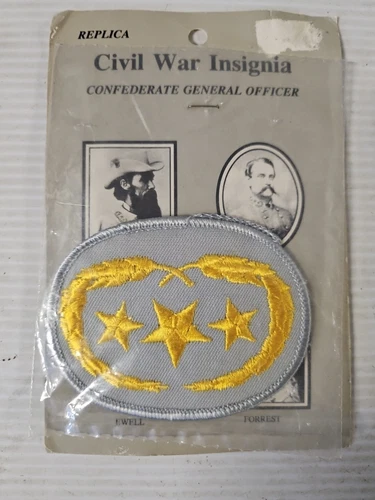 REPLICA
Civil War Insignia
CONFEDERATE GENERAL OFFICER
EWELL
FORREST